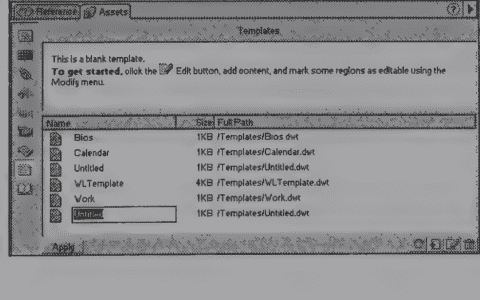 Reference Assets
Templates
This is a blank template.
To get started, click the Edit button, add content, and mark some regions as editable using the
Modify menu.
Name Size Full Path
Bios 1KB /Templates/Bios.dwt
Calendar 1KB /Templates/Calendar.dwt
Untitled 1KB /Templates/Untitled.dwt
WLTemplate 4KB /Templates/WLTemplate.dwt
Work 1KB /Templates/Work.dwt
Untitled 1KB /Templates/Untitled.dwt
Apply